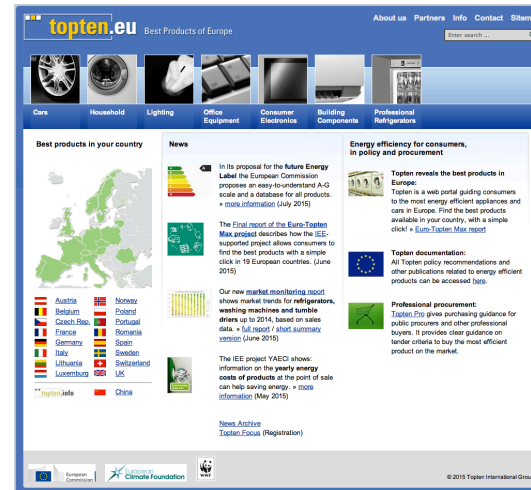 topten.eu Best Products of Europe
About us Partners Info Contact Sitem
Enter search ...
Cars
Household
Lighting
Office
Equipment
Consumer
Electronics
Building
Components
Professional
Refrigerators
Best products in your country
Austria
Norway
Belgium
Poland
Czech Rep.
Portugal
France
Romania
Germany
Spain
Italy
Sweden
Lithuania
Switzerland
Luxemburg
UK
topten.info
China
News
In its proposal for the future Energy
Label the European Commission
proposes an easy-to-understand A-G
scale and a database for all products.
» more information (July 2015)
The Final report of the Euro-Topten
Max project describes how the IEE-
supported project allows consumers to
find the best products with a simple
click in 19 European countries. (June
2015)
Our new market monitoring report
shows market trends for refrigerators,
washing machines and tumble
driers up to 2014, based on sales
data. » full report / short summary
version (June 2015)
The IEE project YAECI shows:
information on the yearly energy
costs of products at the point of sale
can help saving energy. » more
information (May 2015)
News Archive
Topten Focus (Registration)
Energy efficiency for consumers,
in policy and procurement
Topten reveals the best products in
Europe:
Topten is a web portal guiding consumers
to the most energy efficient appliances and
cars in Europe. Find the best products
available in your country, with a simple
click! » Euro-Topten Max report
Topten documentation:
All Topten policy recommendations and
other publications related to energy efficient
products can be accessed here.
Professional procurement:
Topten Pro gives purchasing guidance for
public procurers and other professional
buyers. It provides clear guidance on
tender criteria to buy the most efficient
product on the market.
European
Commission
European
Climate Foundation
WWF
© 2015 Topten International Grou